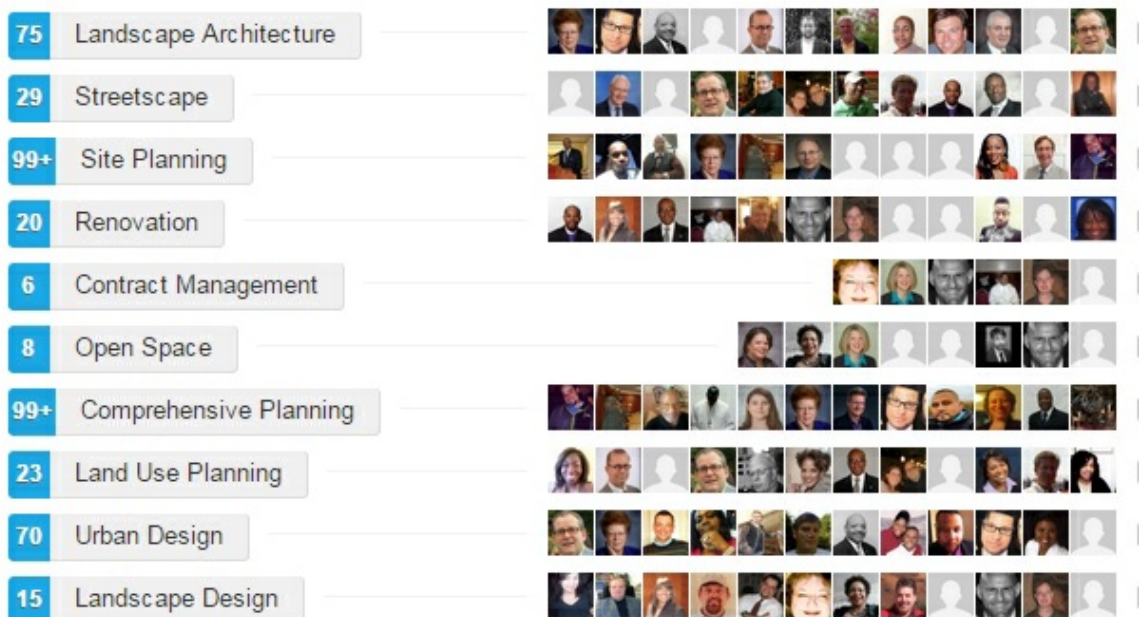 75 Landscape Architecture
29 Streetscape
99+ Site Planning
20 Renovation
6 Contract Management
8 Open Space
99+ Comprehensive Planning
23 Land Use Planning
70 Urban Design
15 Landscape Design